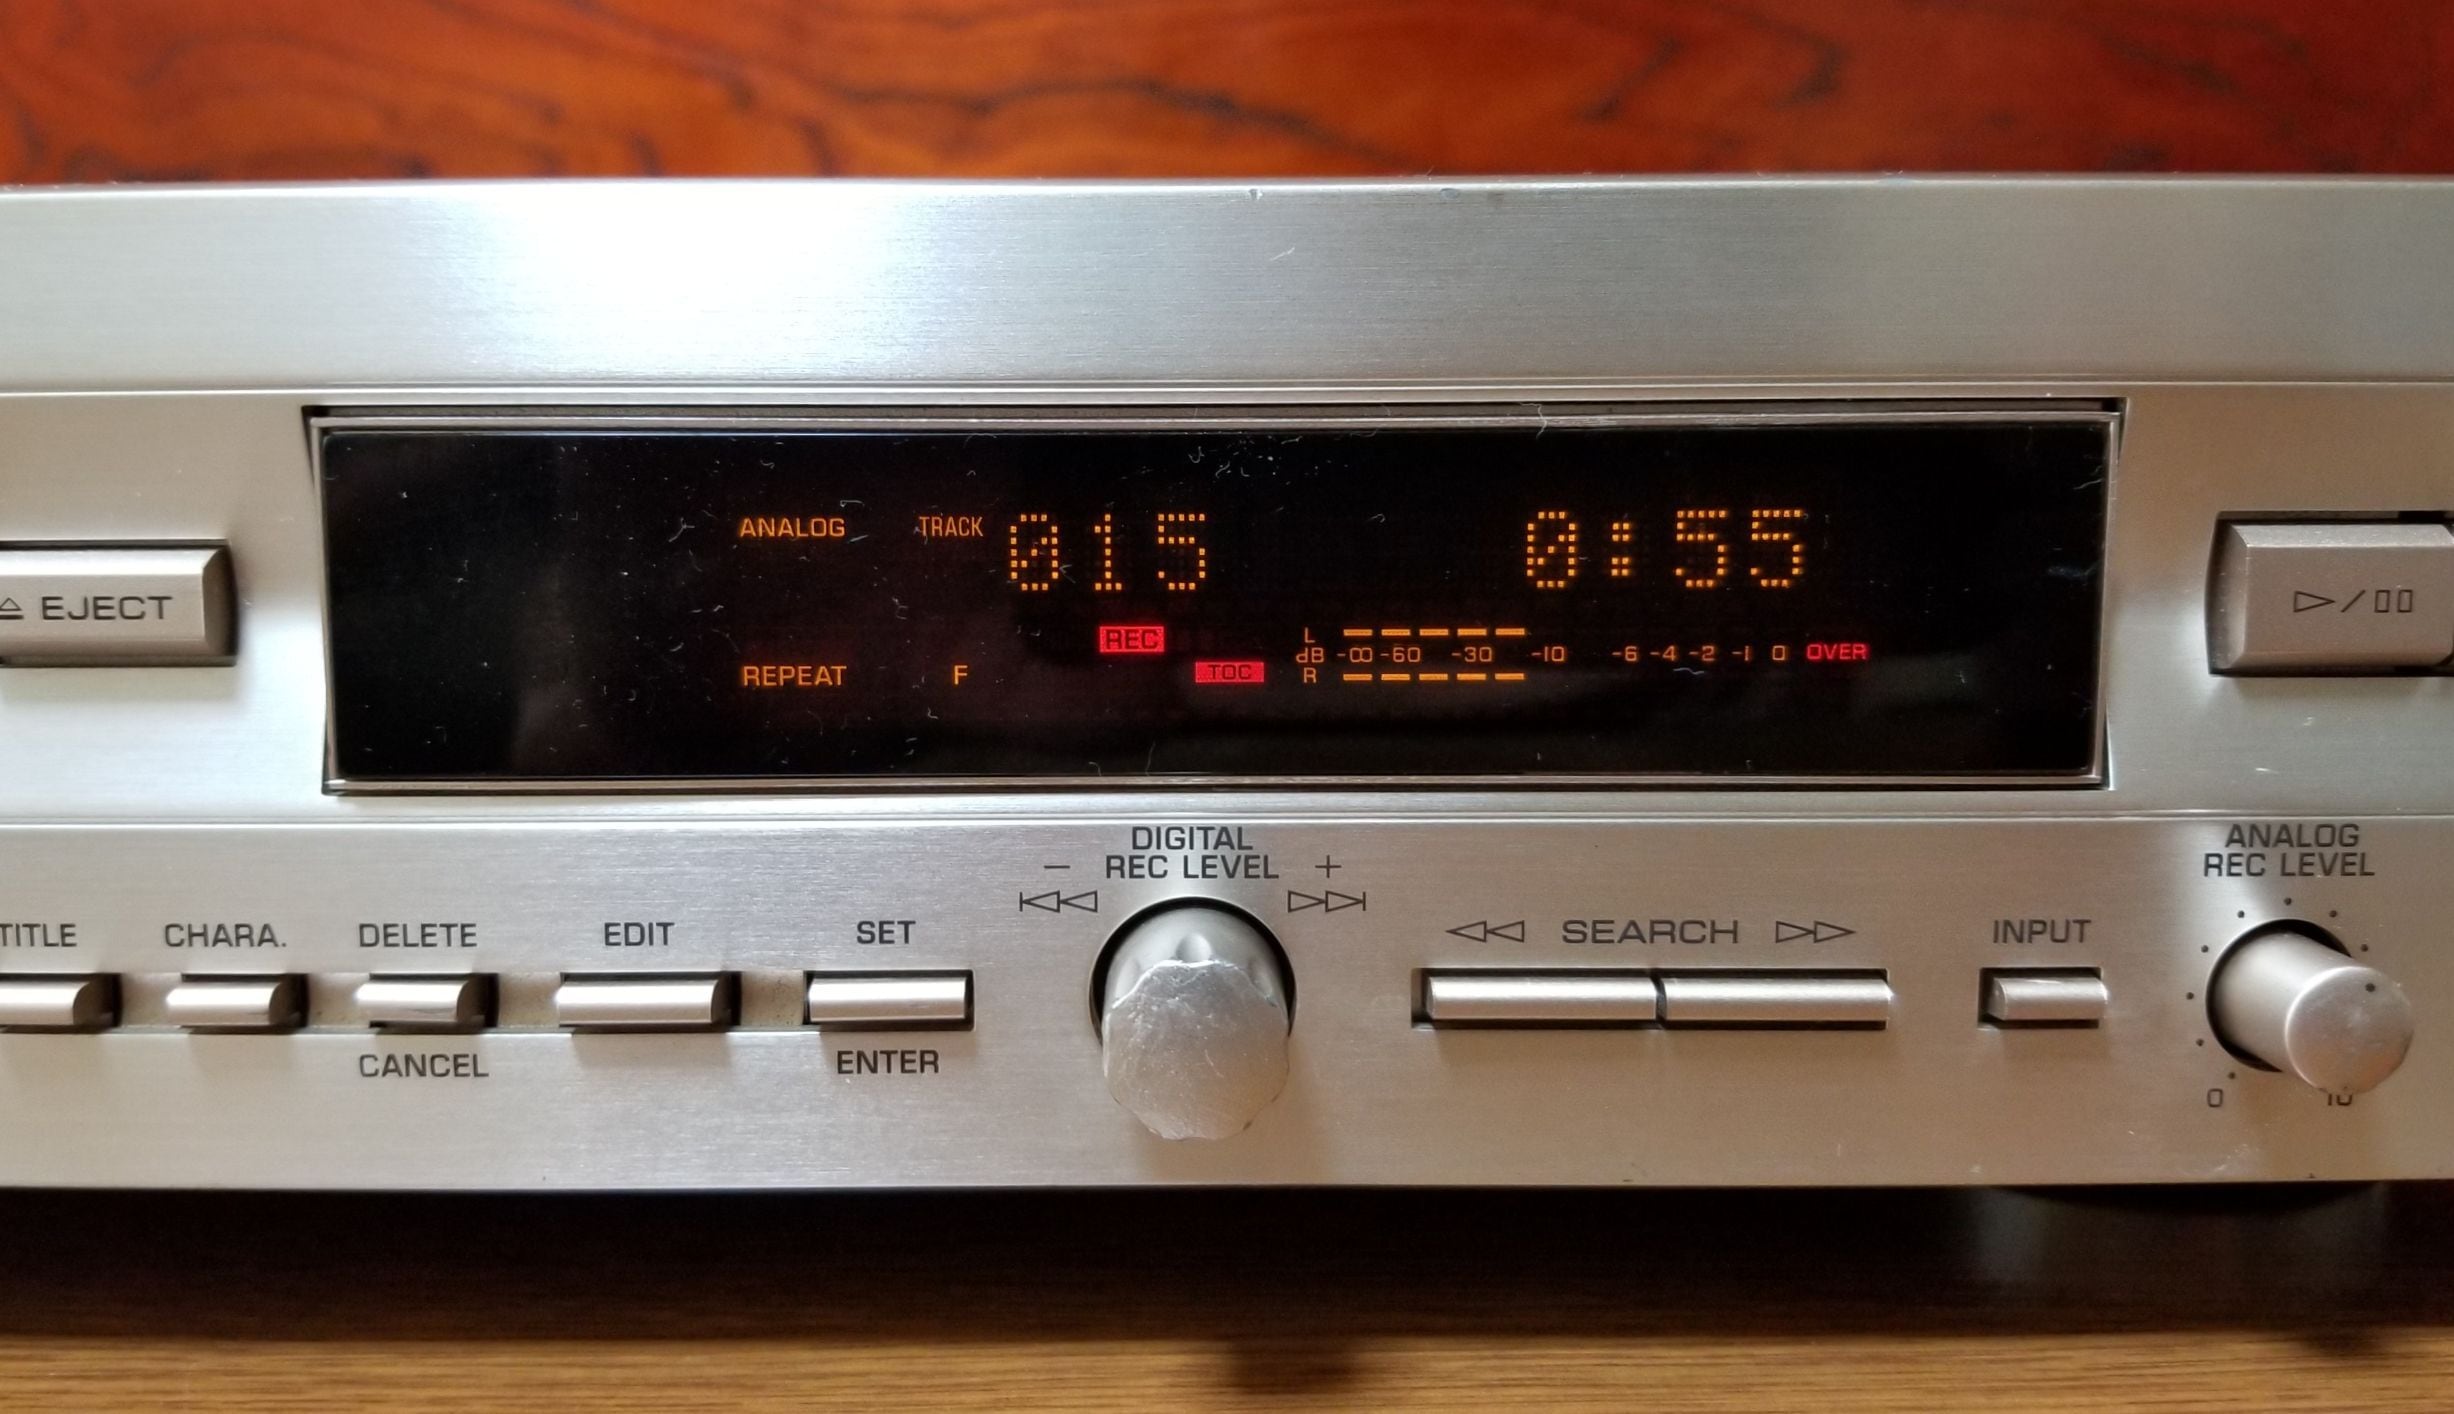 ANALOG TRACK 015 0:55
REC
L
dB -∞ -60 -30 -10 -6 -4 -2 -1 0 OVER
REPEAT F TOC R
EJECT
DIGITAL
- REC LEVEL +
ANALOG
REC LEVEL
TITLE CHARA. DELETE EDIT SET SEARCH INPUT
CANCEL ENTER
0 10